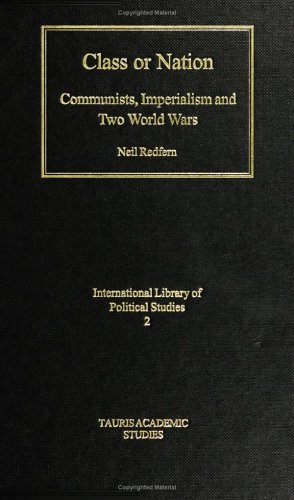 Class or Nation
Communists, Imperialism and
Two World Wars
Neil Redfern
International Library of
Political Studies
2
TAURIS ACADEMIC
STUDIES